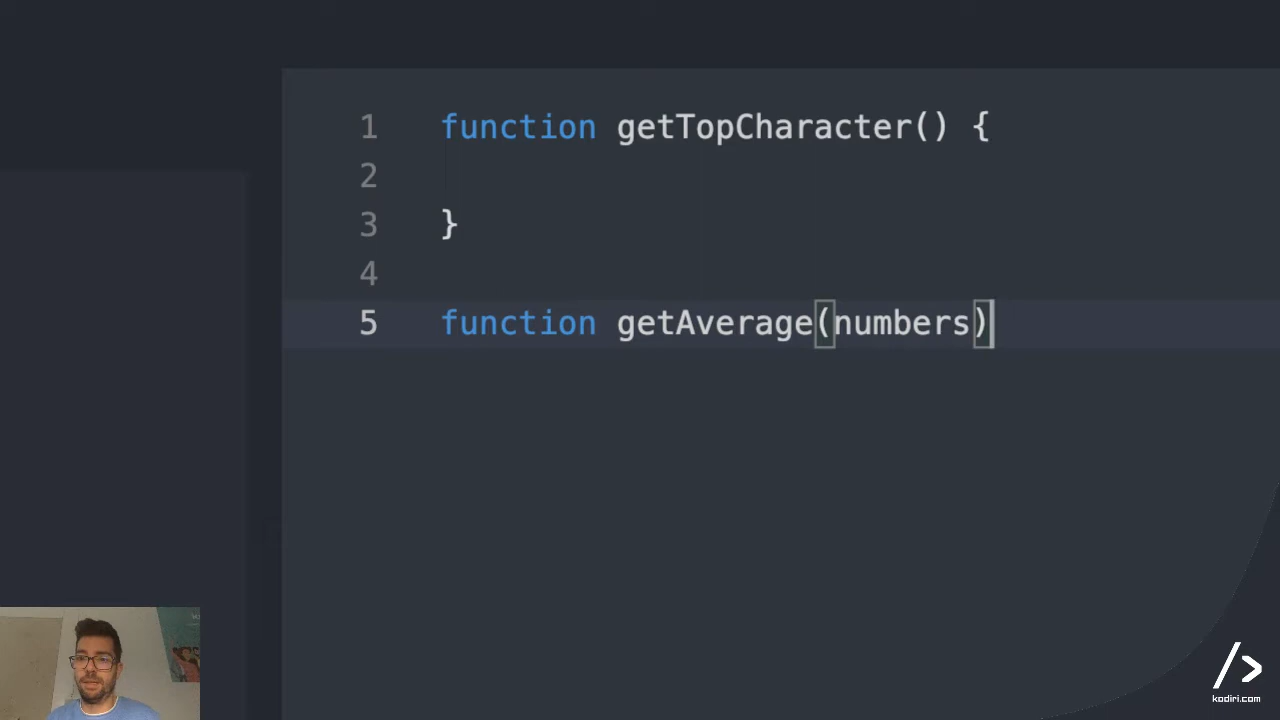 1 function getTopCharacter() {
2
3 }
4
5 function getAverage(numbers)
/>
kodiri.com